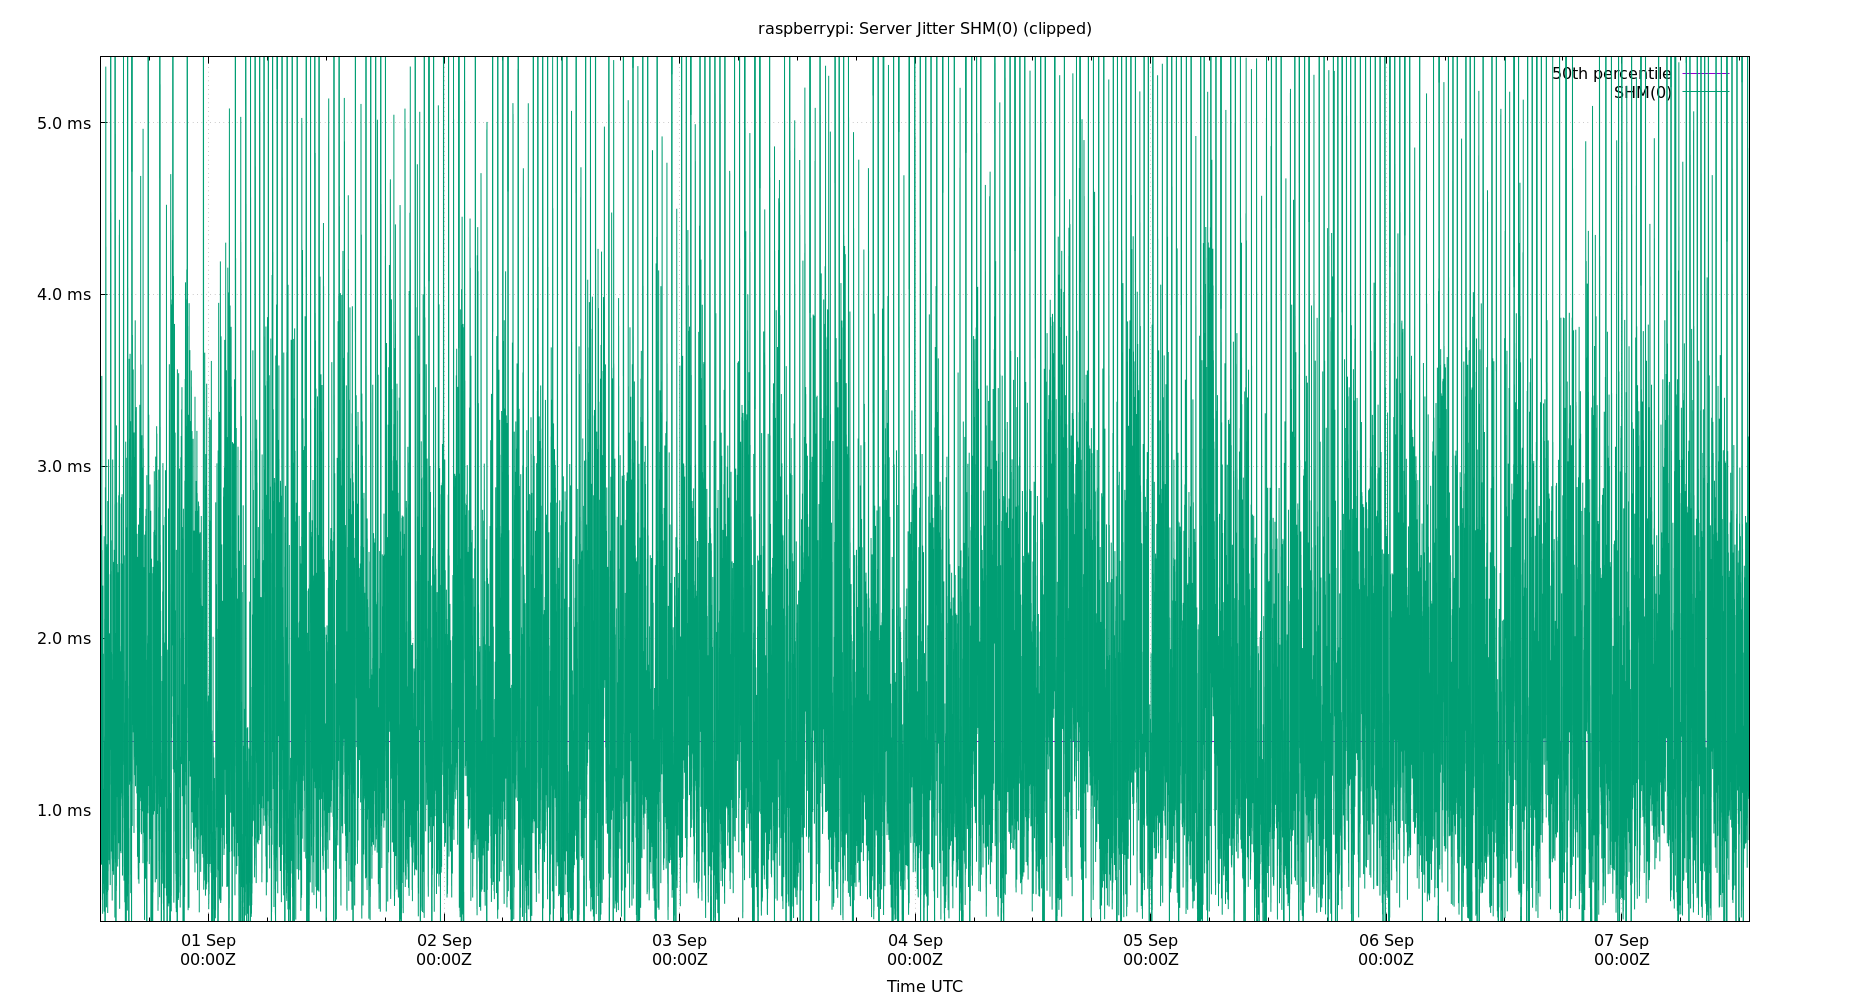 raspberrypi: Server Jitter SHM(0) (clipped)
50th percentile
SHM(0)
5.0 ms
4.0 ms
3.0 ms
2.0 ms
1.0 ms
01 Sep 02 Sep 03 Sep 04 Sep 05 Sep 06 Sep 07 Sep
00:00Z 00:00Z 00:00Z 00:00Z 00:00Z 00:00Z 00:00Z
Time UTC